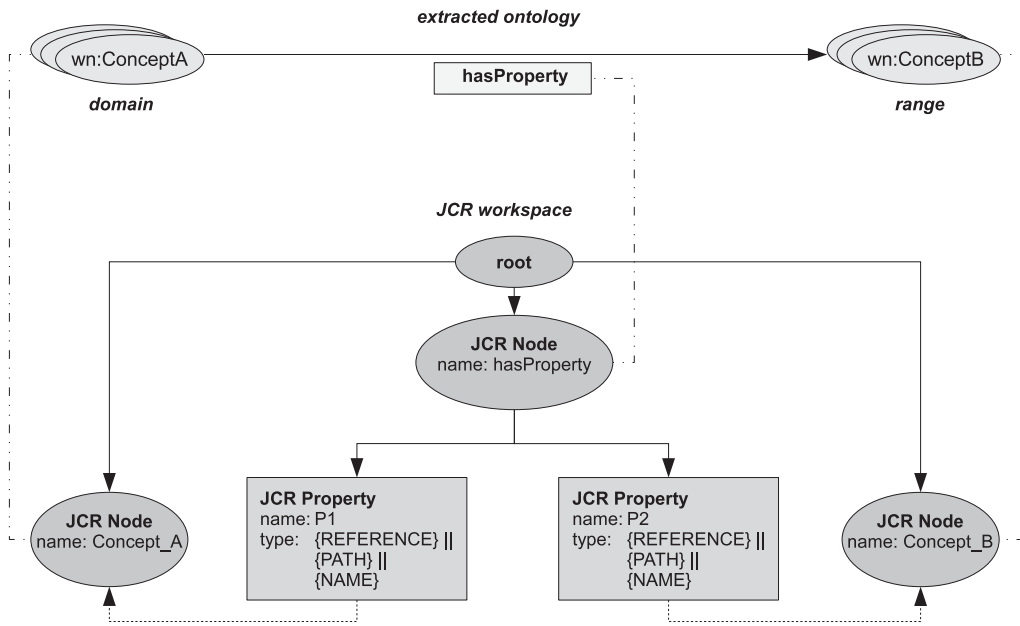 extracted ontology
wn:ConceptA
wn:ConceptB
hasProperty
domain
range
JCR workspace
root
JCR Node
name: hasProperty
JCR Property
name: P1
type: {REFERENCE} ||
{PATH} ||
{NAME}
JCR Property
name: P2
type: {REFERENCE} ||
{PATH} ||
{NAME}
JCR Node
name: Concept_A
JCR Node
name: Concept_B